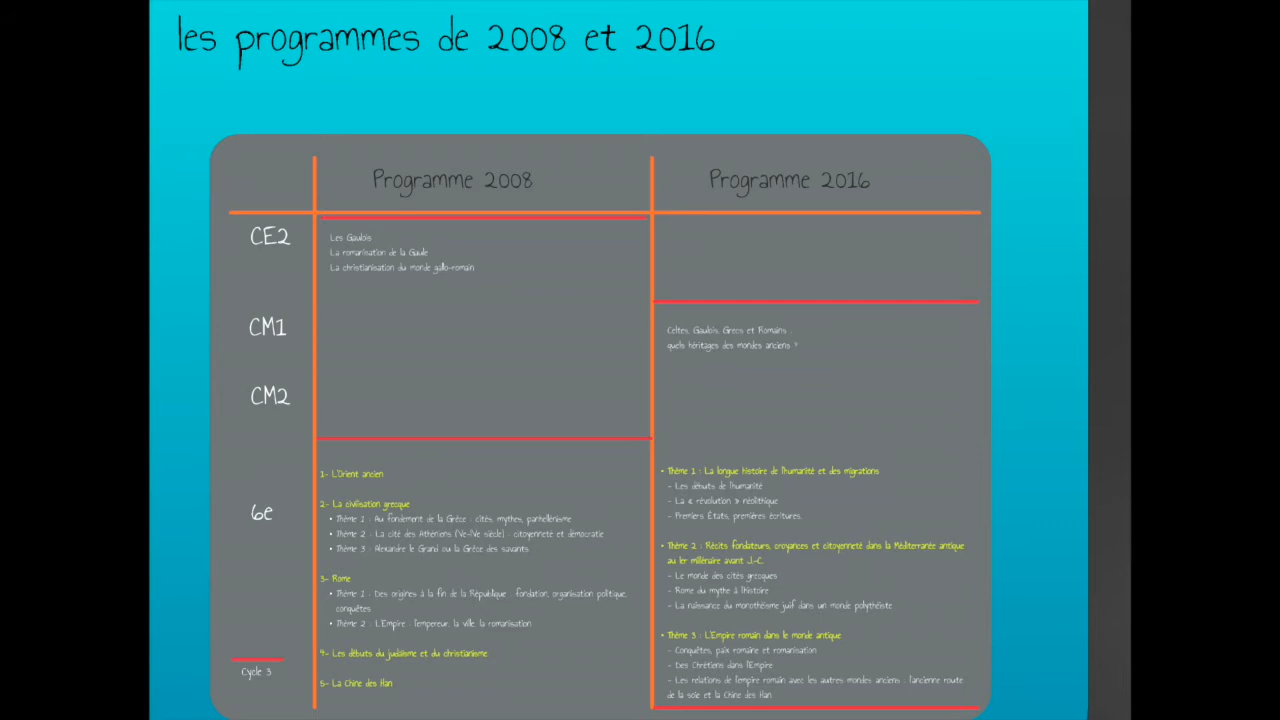 les programmes de 2008 et 2016
Programme 2008
Programme 2016
CE2
Les Gaulois
La romanisation de la Gaule
La christianisation du monde gallo-romain
CM1
Celtes, Gaulois, Grecs et Romains :
quels héritages des mondes anciens ?
CM2
6e
1- L'Orient ancien
2- La civilisation grecque
• Thème 1 : Au fondement de la Grèce : cités, mythes, panhellénisme
• Thème 2 : La cité des Athéniens (Ve-IVe siècle) : citoyenneté et démocratie
• Thème 3 : Alexandre le Grand ou la Grèce des savants
3- Rome
• Thème 1 : Des origines à la fin de la République : fondation, organisation politique,
conquêtes
• Thème 2 : L'Empire : l'empereur, la ville, la romanisation
4- Les débuts du judaïsme et du christianisme
5- La Chine des Han
• Thème 1 : La longue histoire de l'humanité et des migrations
- Les débuts de l'humanité
- La « révolution » néolithique
- Premiers États, premières écritures.
• Thème 2 : Récits fondateurs, croyances et citoyenneté dans la Méditerranée antique
au Ier millénaire avant J.-C.
- Le monde des cités grecques
- Rome du mythe à l'histoire
- La naissance du monothéisme juif dans un monde polythéiste
• Thème 3 : L'Empire romain dans le monde antique
- Conquêtes, paix romaine et romanisation
- Des Chrétiens dans l'Empire
- Les relations de l'empire romain avec les autres mondes anciens : l'ancienne route
de la soie et la Chine des Han
Cycle 3